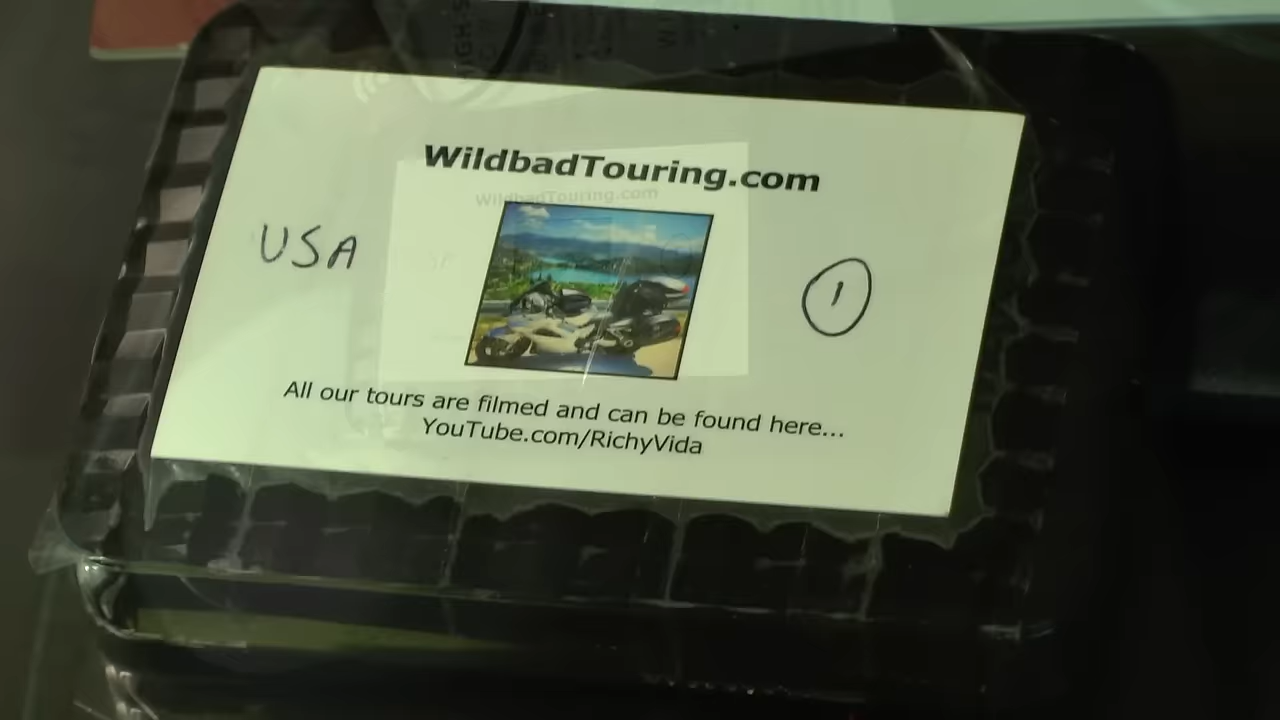 WildbadTouring.com
WildbadTouring.com
USA
1
All our tours are filmed and can be found here...
YouTube.com/RichyVida